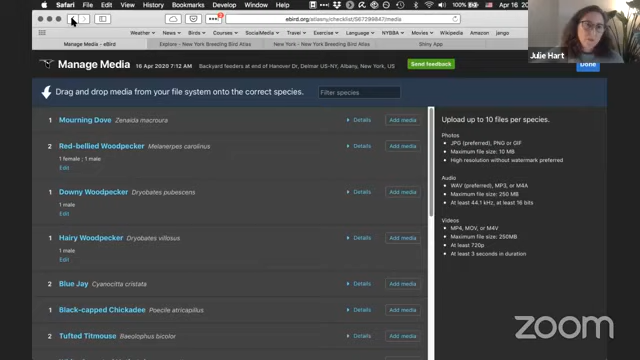 Safari File Edit View History Bookmarks Develop Window Help
Apr 16 20
ebird.org/atlasny/checklist/S67299847/media
Weather News Birds Courses Social/Media Travel Exercise Language NYBBA Movies Wikipedia Amazon jango
Manage Media - eBird Explore - New York Breeding Bird Atlas New York - New York Breeding Bird Atlas Shiny App
Julie Hart
Manage Media 16 Apr 2020 7:12 AM Backyard feeders at end of Hanover Dr, Delmar US-NY, Albany, New York, US Send feedback Done
Drag and drop media from your file system onto the correct species. Filter species
1 Mourning Dove Zenaida macroura Details Add media
2 Red-bellied Woodpecker Melanerpes carolinus Details Add media
1 female ; 1 male
Edit
1 Downy Woodpecker Dryobates pubescens Details Add media
1 male
Edit
1 Hairy Woodpecker Dryobates villosus Details Add media
1 male
Edit
2 Blue Jay Cyanocitta cristata Details Add media
1 Black-capped Chickadee Poecile atricapillus Details Add media
2 Tufted Titmouse Baeolophus bicolor Details Add media
Upload up to 10 files per species.
Photos
JPG (preferred), PNG or GIF
Maximum file size: 10 MB
High resolution without watermark preferred
Audio
WAV (preferred), MP3, or M4A
Maximum file size: 250 MB
At least 44.1 kHz, at least 16 bits
Videos
MP4, MOV, or M4V
Maximum file size: 250MB
At least 720p
At least 3 seconds in duration
zoom